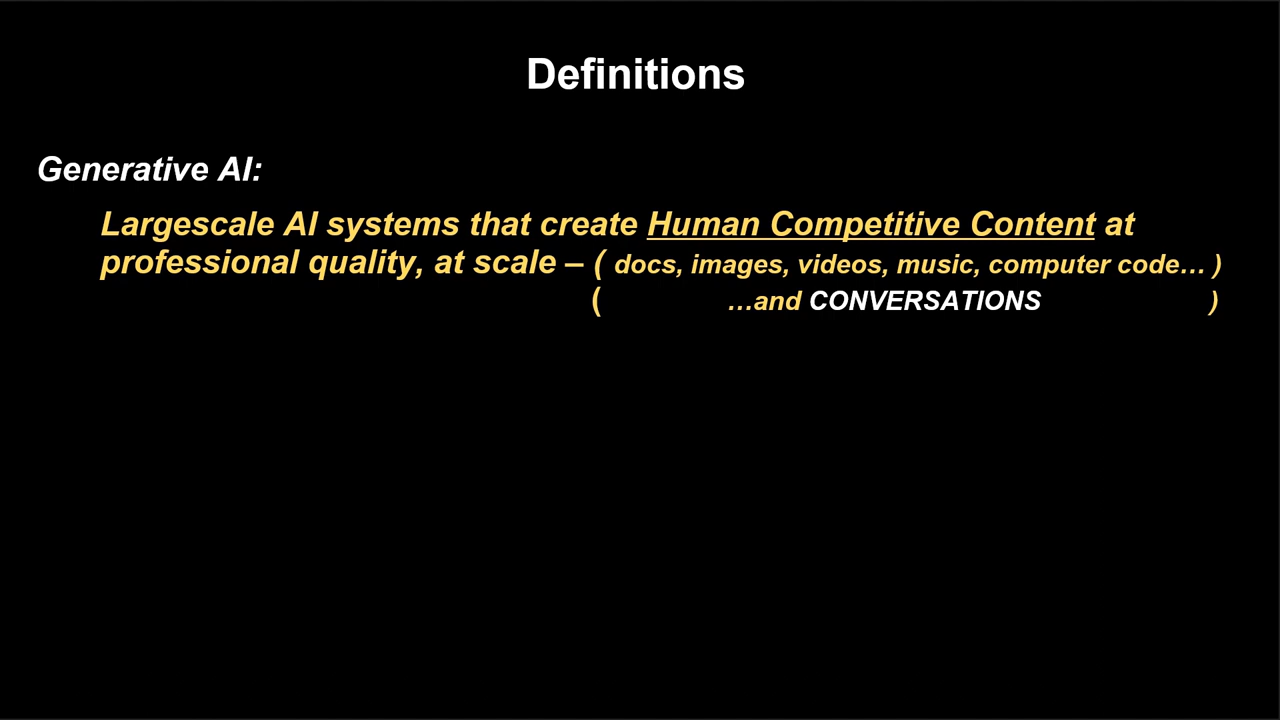 Definitions
Generative AI:
Largescale AI systems that create Human Competitive Content at
professional quality, at scale – ( docs, images, videos, music, computer code… )
( …and CONVERSATIONS )